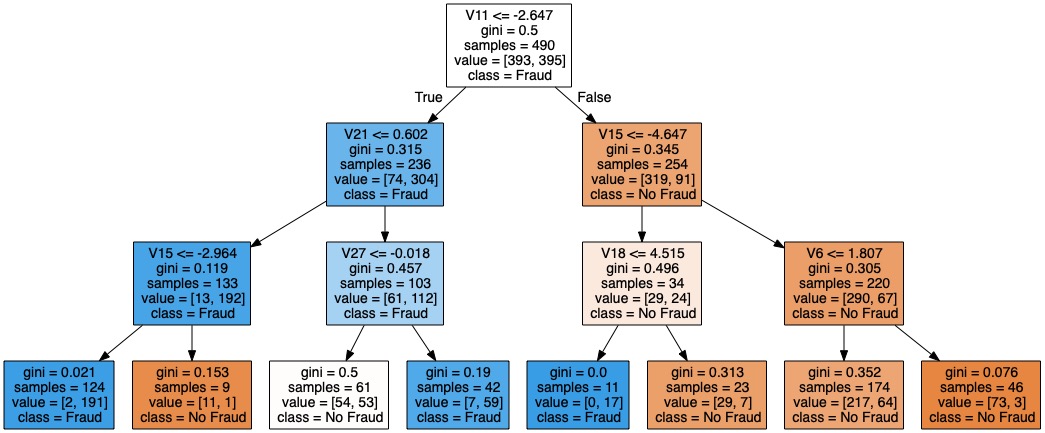 V11 <= -2.647
gini = 0.5
samples = 490
value = [393, 395]
class = Fraud
True
False
V21 <= 0.602
gini = 0.315
samples = 236
value = [74, 304]
class = Fraud
V15 <= -4.647
gini = 0.345
samples = 254
value = [319, 91]
class = No Fraud
V15 <= -2.964
gini = 0.119
samples = 133
value = [13, 192]
class = Fraud
V27 <= -0.018
gini = 0.457
samples = 103
value = [61, 112]
class = Fraud
V18 <= 4.515
gini = 0.496
samples = 34
value = [29, 24]
class = No Fraud
V6 <= 1.807
gini = 0.305
samples = 220
value = [290, 67]
class = No Fraud
gini = 0.021
samples = 124
value = [2, 191]
class = Fraud
gini = 0.153
samples = 9
value = [11, 1]
class = No Fraud
gini = 0.5
samples = 61
value = [54, 53]
class = No Fraud
gini = 0.19
samples = 42
value = [7, 59]
class = Fraud
gini = 0.0
samples = 11
value = [0, 17]
class = Fraud
gini = 0.313
samples = 23
value = [29, 7]
class = No Fraud
gini = 0.352
samples = 174
value = [217, 64]
class = No Fraud
gini = 0.076
samples = 46
value = [73, 3]
class = No Fraud